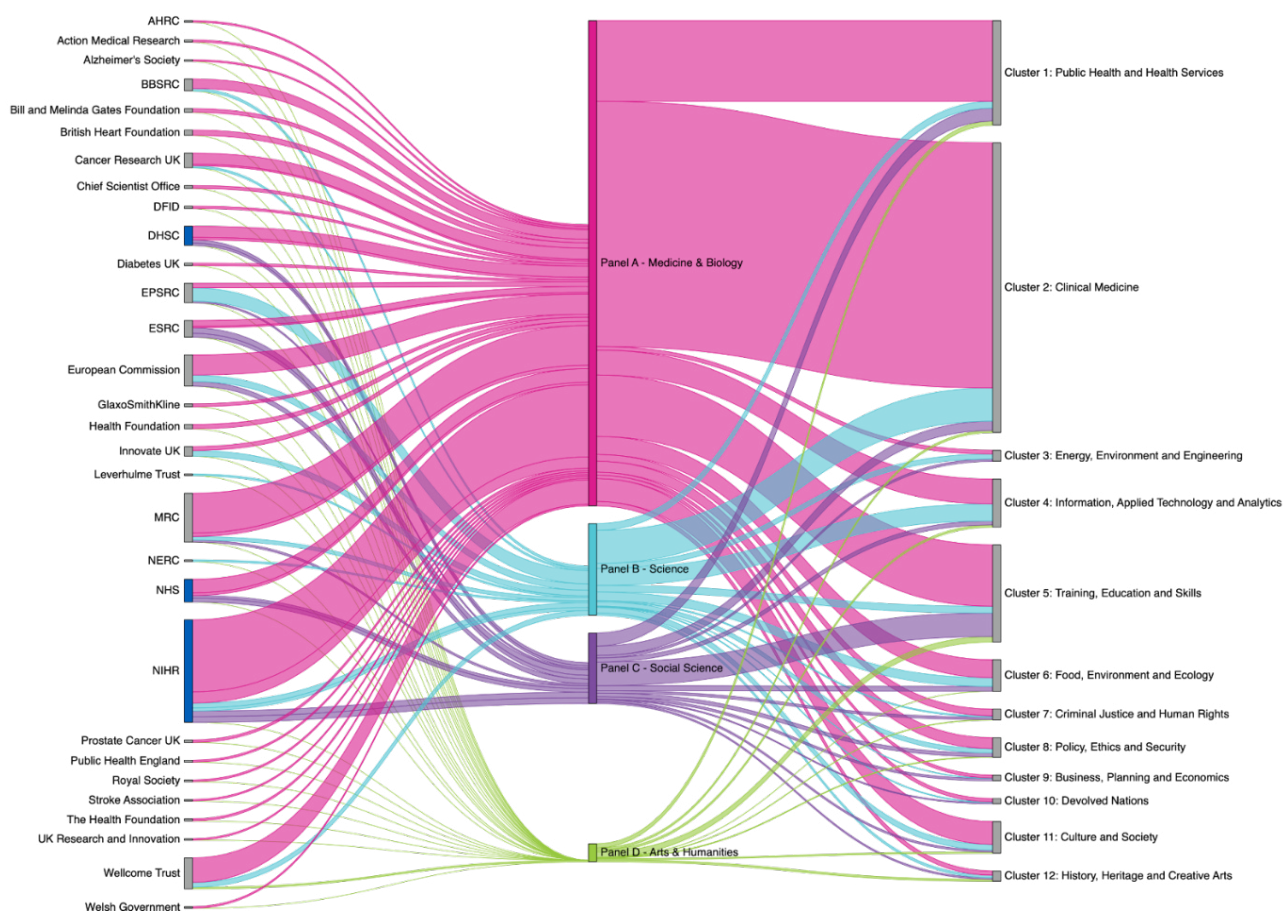 AHRC
Action Medical Research
Alzheimer's Society
BBSRC
Bill and Melinda Gates Foundation
British Heart Foundation
Cancer Research UK
Chief Scientist Office
DFID
DHSC
Diabetes UK
EPSRC
ESRC
European Commission
GlaxoSmithKline
Health Foundation
Innovate UK
Leverhulme Trust
MRC
NERC
NHS
NIHR
Prostate Cancer UK
Public Health England
Royal Society
Stroke Association
The Health Foundation
UK Research and Innovation
Wellcome Trust
Welsh Government
Panel A - Medicine & Biology
Panel B - Science
Panel C - Social Science
Panel D - Arts & Humanities
Cluster 1: Public Health and Health Services
Cluster 2: Clinical Medicine
Cluster 3: Energy, Environment and Engineering
Cluster 4: Information, Applied Technology and Analytics
Cluster 5: Training, Education and Skills
Cluster 6: Food, Environment and Ecology
Cluster 7: Criminal Justice and Human Rights
Cluster 8: Policy, Ethics and Security
Cluster 9: Business, Planning and Economics
Cluster 10: Devolved Nations
Cluster 11: Culture and Society
Cluster 12: History, Heritage and Creative Arts